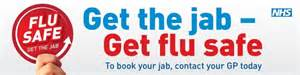 FLU
SAFE
GET THE JAB
Get the jab –
Get flu safe
To book your jab, contact your GP today
NHS